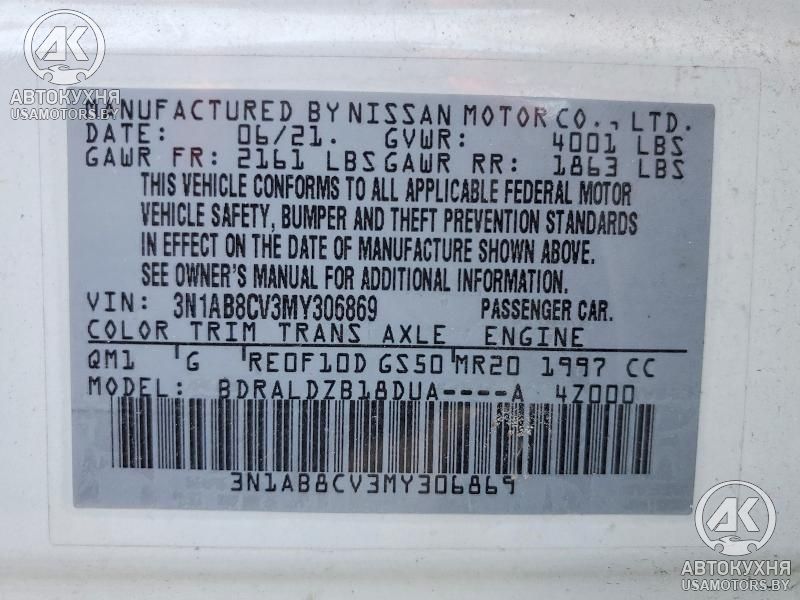 АК
АВТОКУХНЯ
USAMOTORS.BY
MANUFACTURED BY NISSAN MOTOR CO., LTD.
DATE: 06/21. GVWR: 4001 LBS
GAWR FR: 2161 LBS GAWR RR: 1863 LBS
THIS VEHICLE CONFORMS TO ALL APPLICABLE FEDERAL MOTOR
VEHICLE SAFETY, BUMPER AND THEFT PREVENTION STANDARDS
IN EFFECT ON THE DATE OF MANUFACTURE SHOWN ABOVE.
SEE OWNER'S MANUAL FOR ADDITIONAL INFORMATION.
VIN: 3N1AB8CV3MY306869 PASSENGER CAR.
COLOR TRIM TRANS AXLE ENGINE
QM1 G RE0F10D GS50 MR20 1997 CC
MODEL: BDRALDZB18DUA----A 4Z000
3N1AB8CV3MY306869
АК
АВТОКУХНЯ
USAMOTORS.BY